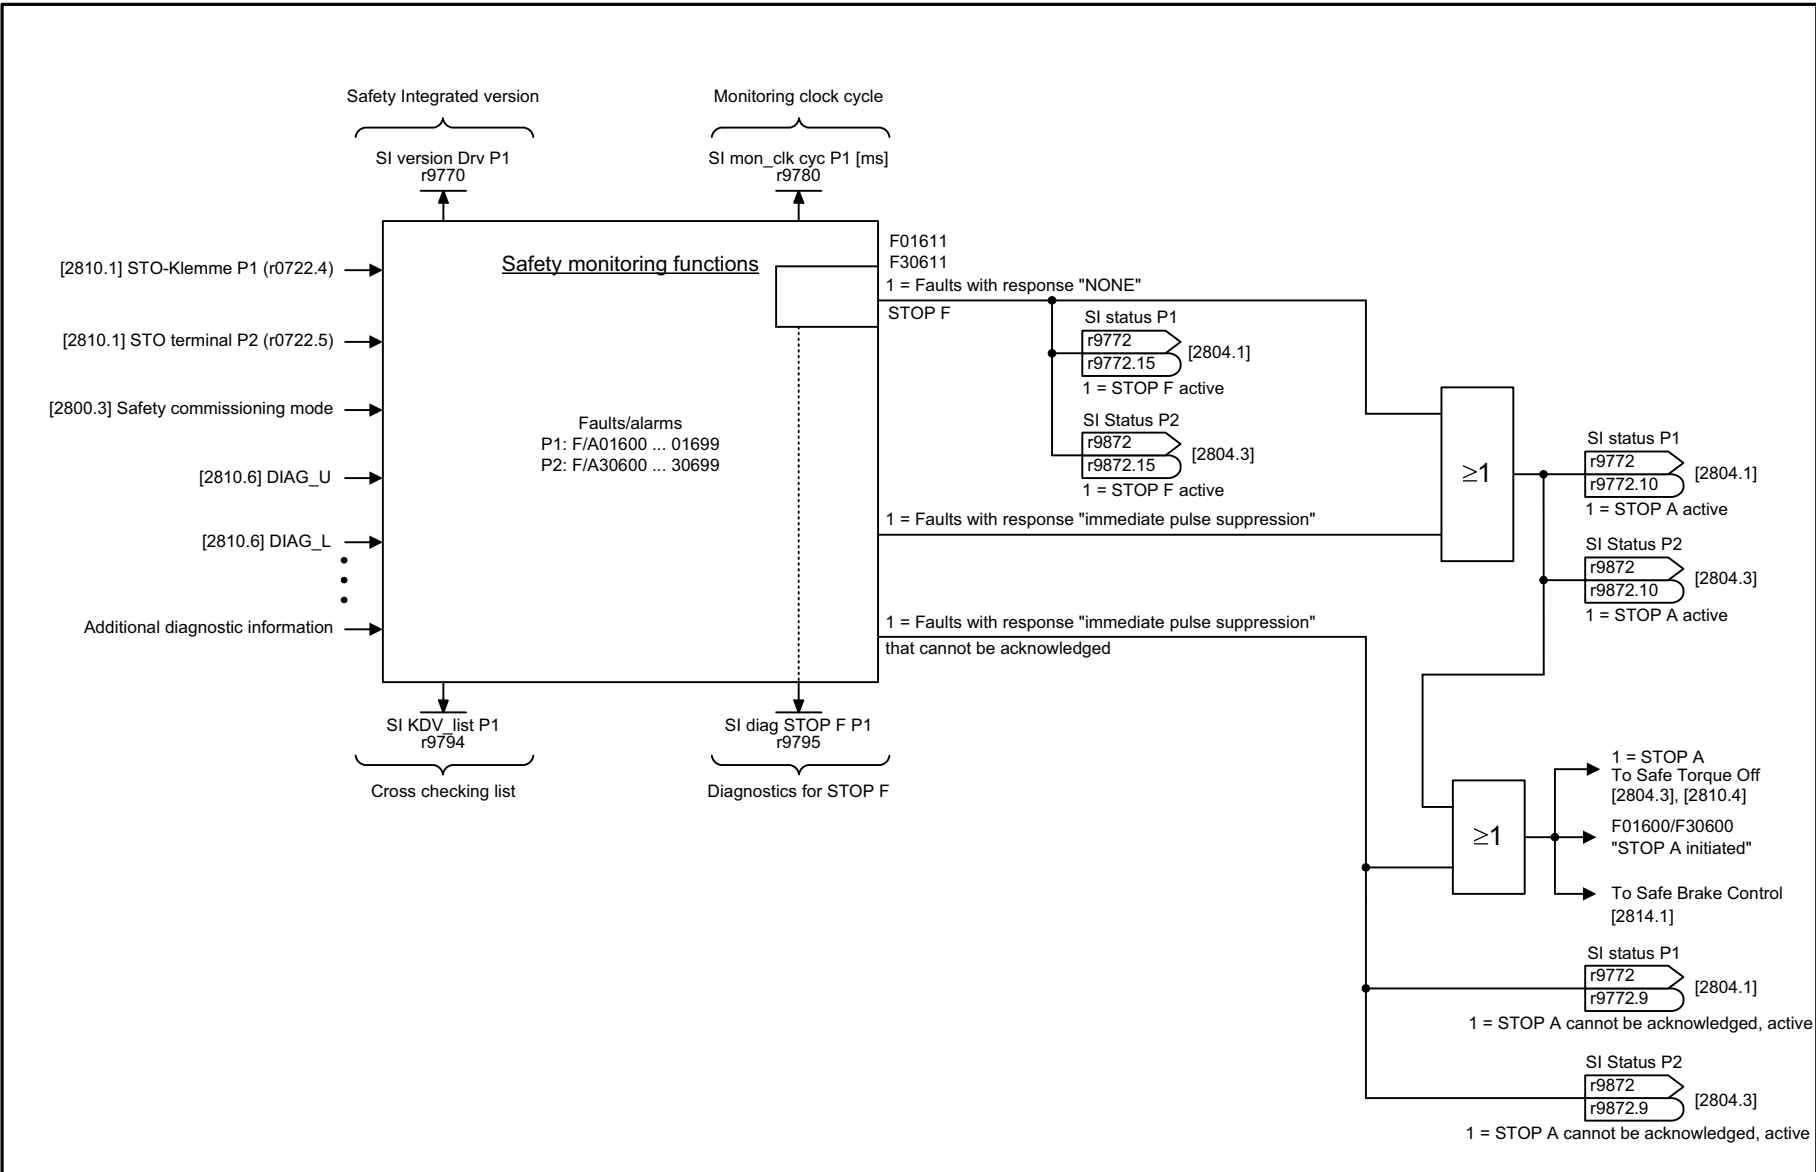 Safety Integrated version
Monitoring clock cycle
SI version Drv P1
r9770
SI mon_clk cyc P1 [ms]
r9780
[2810.1] STO-Klemme P1 (r0722.4)
[2810.1] STO terminal P2 (r0722.5)
[2800.3] Safety commissioning mode
[2810.6] DIAG_U
[2810.6] DIAG_L
Additional diagnostic information
Safety monitoring functions
Faults/alarms
P1: F/A01600 ... 01699
P2: F/A30600 ... 30699
SI KDV_list P1
r9794
Cross checking list
SI diag STOP F P1
r9795
Diagnostics for STOP F
F01611
F30611
1 = Faults with response "NONE"
STOP F
SI status P1
r9772
r9772.15
[2804.1]
1 = STOP F active
SI Status P2
r9872
r9872.15
[2804.3]
1 = STOP F active
1 = Faults with response "immediate pulse suppression"
1 = Faults with response "immediate pulse suppression"
that cannot be acknowledged
≥1
SI status P1
r9772
r9772.10
[2804.1]
1 = STOP A active
SI Status P2
r9872
r9872.10
[2804.3]
1 = STOP A active
≥1
1 = STOP A
To Safe Torque Off
[2804.3], [2810.4]
F01600/F30600
"STOP A initiated"
To Safe Brake Control
[2814.1]
SI status P1
r9772
r9772.9
[2804.1]
1 = STOP A cannot be acknowledged, active
SI Status P2
r9872
r9872.9
[2804.3]
1 = STOP A cannot be acknowledged, active